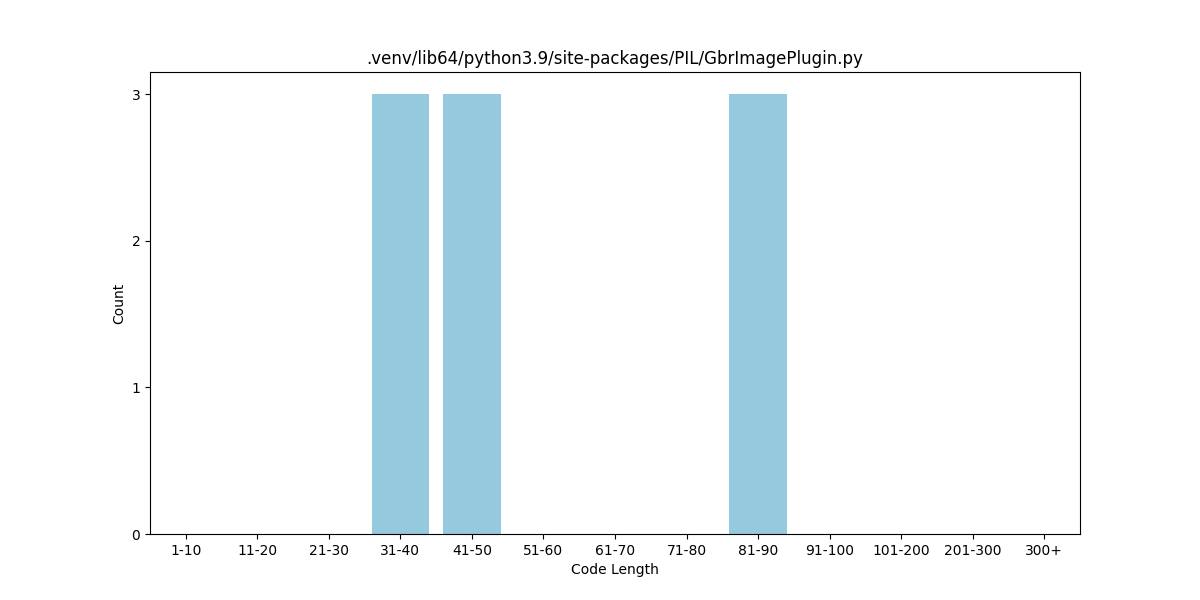 .venv/lib64/python3.9/site-packages/PIL/GbrImagePlugin.py
3
2
1
0
Count
1-10 11-20 21-30 31-40 41-50 51-60 61-70 71-80 81-90 91-100 101-200 201-300 300+
Code Length